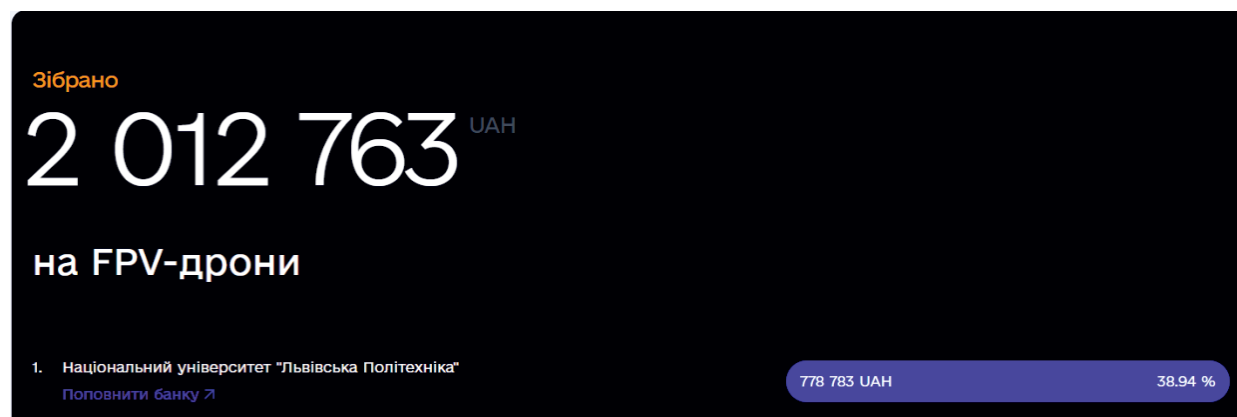 Зібрано
2 012 763 UAH
на FPV-дрони
1. Національний університет "Львівська Політехніка"
778 783 UAH 38.94 %
Поповнити банку ↗